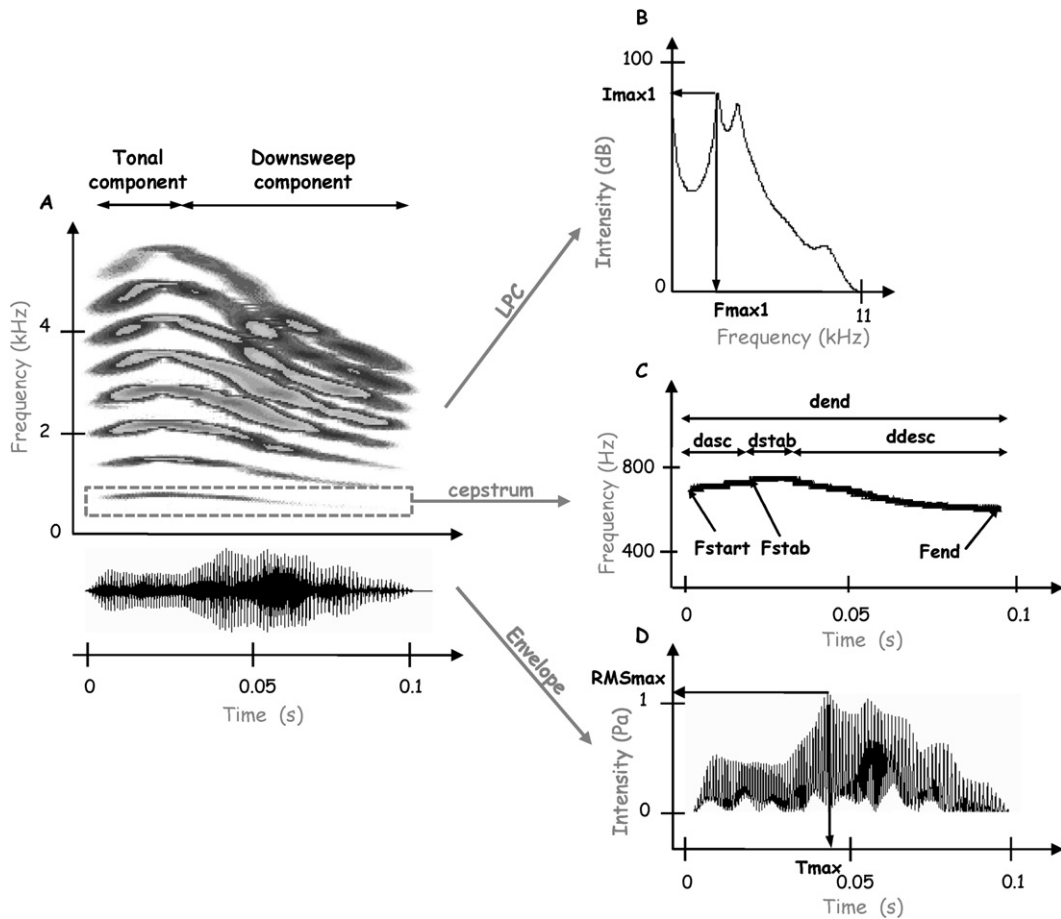 A
Tonal
component
Downsweep
component
Frequency (kHz)
4
2
0
0
0.05
0.1
Time (s)
LPC
cepstrum
Envelope
B
100
Imax1
Intensity (dB)
0
Fmax1
11
Frequency (kHz)
C
dend
dasc
dstab
ddesc
Frequency (Hz)
800
400
Fstart
Fstab
Fend
0
0.05
0.1
Time (s)
D
RMSmax
1
Intensity (Pa)
0
Tmax
0
0.05
0.1
Time (s)